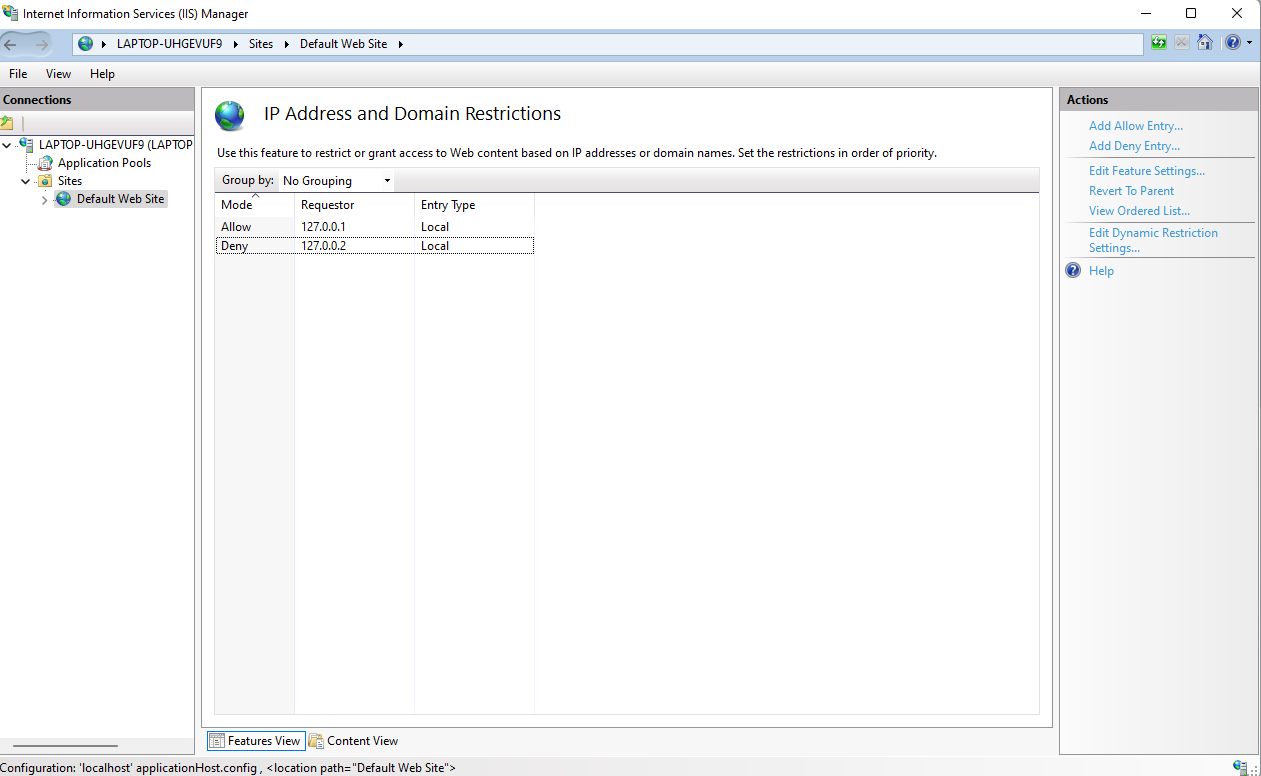 Internet Information Services (IIS) Manager
LAPTOP-UHGEVUF9 Sites Default Web Site
File View Help
Connections
LAPTOP-UHGEVUF9 (LAPTOP
Application Pools
Sites
Default Web Site
IP Address and Domain Restrictions
Use this feature to restrict or grant access to Web content based on IP addresses or domain names. Set the restrictions in order of priority.
Group by: No Grouping
Mode Requestor Entry Type
Allow 127.0.0.1 Local
Deny 127.0.0.2 Local
Features View Content View
Actions
Add Allow Entry...
Add Deny Entry...
Edit Feature Settings...
Revert To Parent
View Ordered List...
Edit Dynamic Restriction
Settings...
Help
Configuration: 'localhost' applicationHost.config , <location path="Default Web Site">